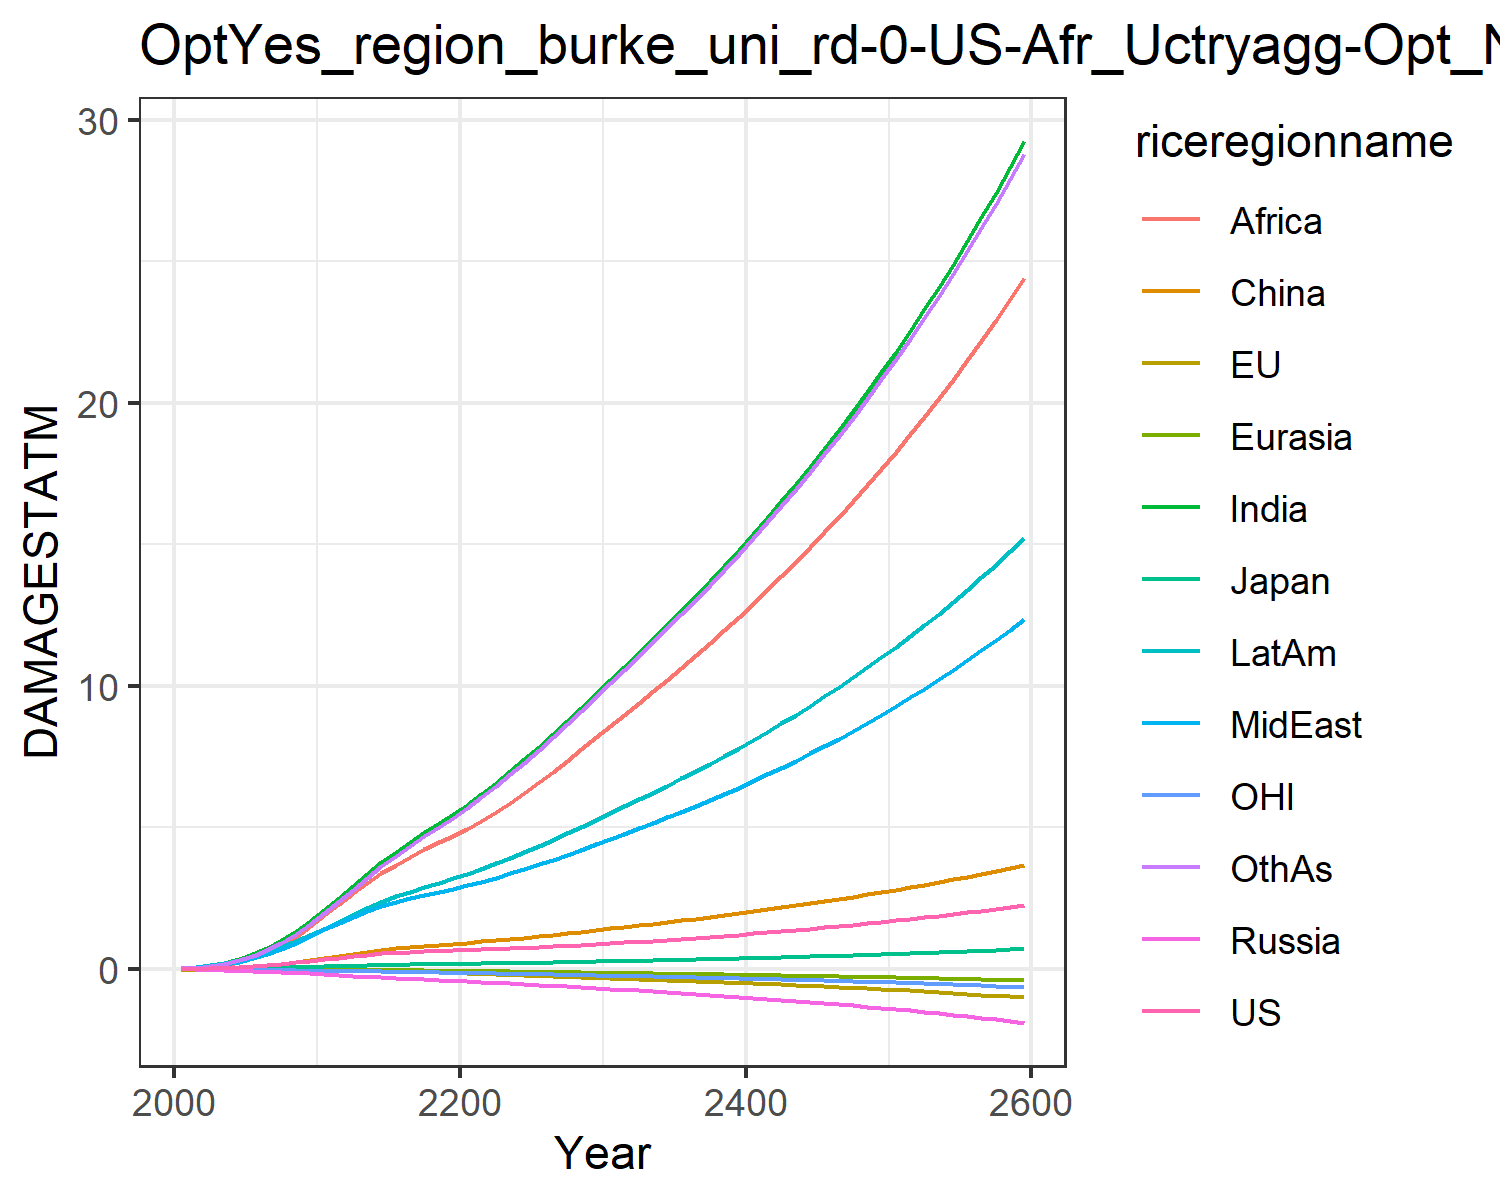 OptYes_region_burke_uni_rd-0-US-Afr_Uctryagg-Opt_N
30
20
10
0
DAMAGESTATM
2000
2200
2400
2600
Year
riceregionname
Africa
China
EU
Eurasia
India
Japan
LatAm
MidEast
OHI
OthAs
Russia
US